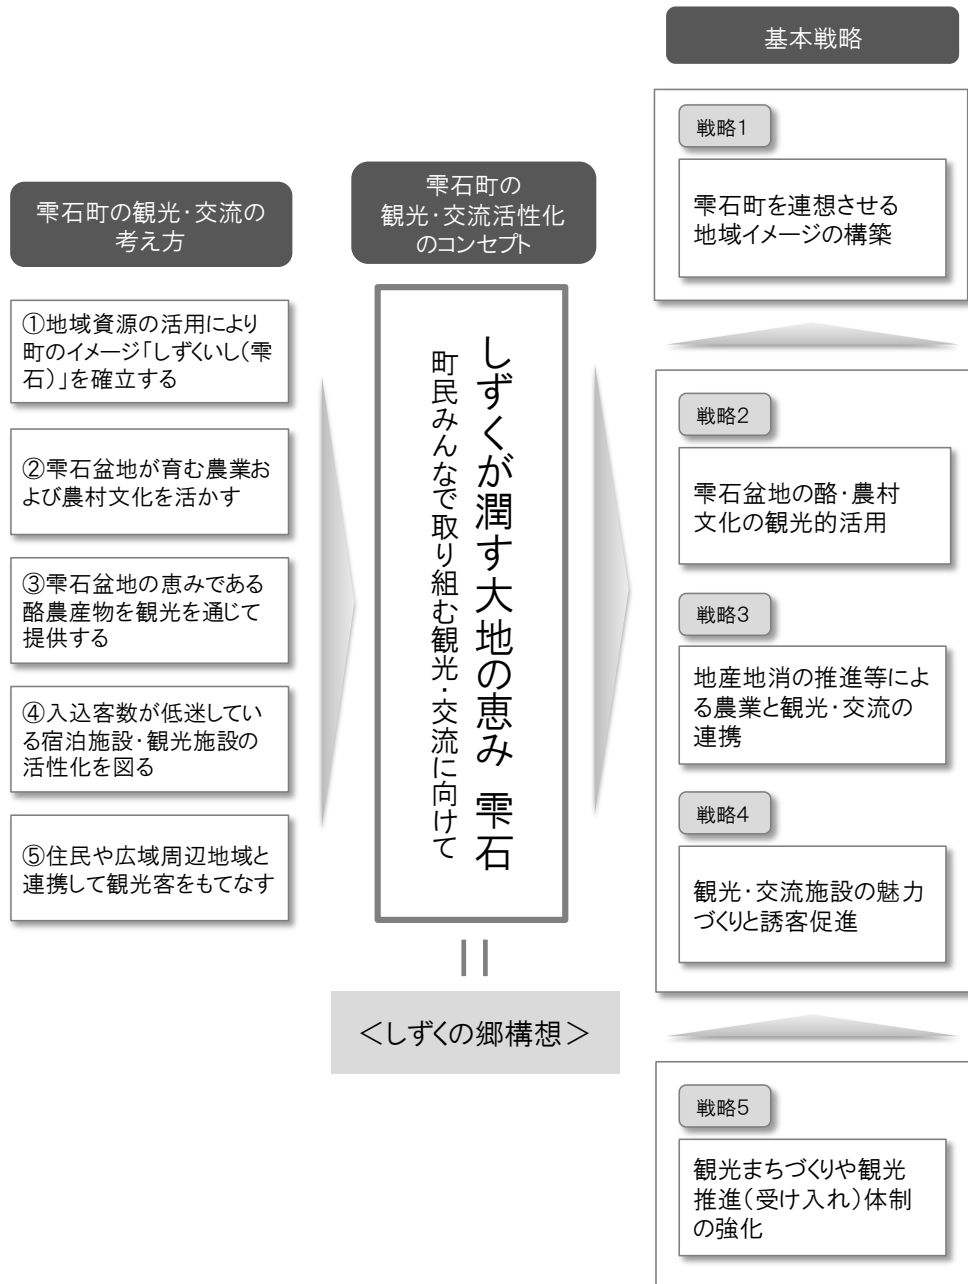 雫石町の観光・交流の
考え方
①地域資源の活用により
町のイメージ「しずくいし（雫
石）」を確立する
②雫石盆地が育む農業お
よび農村文化を活かす
③雫石盆地の恵みである
酪農産物を観光を通じて
提供する
④入込客数が低迷してい
る宿泊施設・観光施設の
活性化を図る
⑤住民や広域周辺地域と
連携して観光客をもてなす
雫石町の
観光・交流活性化
のコンセプト
しずくが潤す大地の恵み　雫石
町民みんなで取り組む観光・交流に向けて
＜しずくの郷構想＞
基本戦略
戦略1
雫石町を連想させる
地域イメージの構築
戦略2
雫石盆地の酪・農村
文化の観光的活用
戦略3
地産地消の推進等によ
る農業と観光・交流の
連携
戦略4
観光・交流施設の魅力
づくりと誘客促進
戦略5
観光まちづくりや観光
推進（受け入れ）体制
の強化